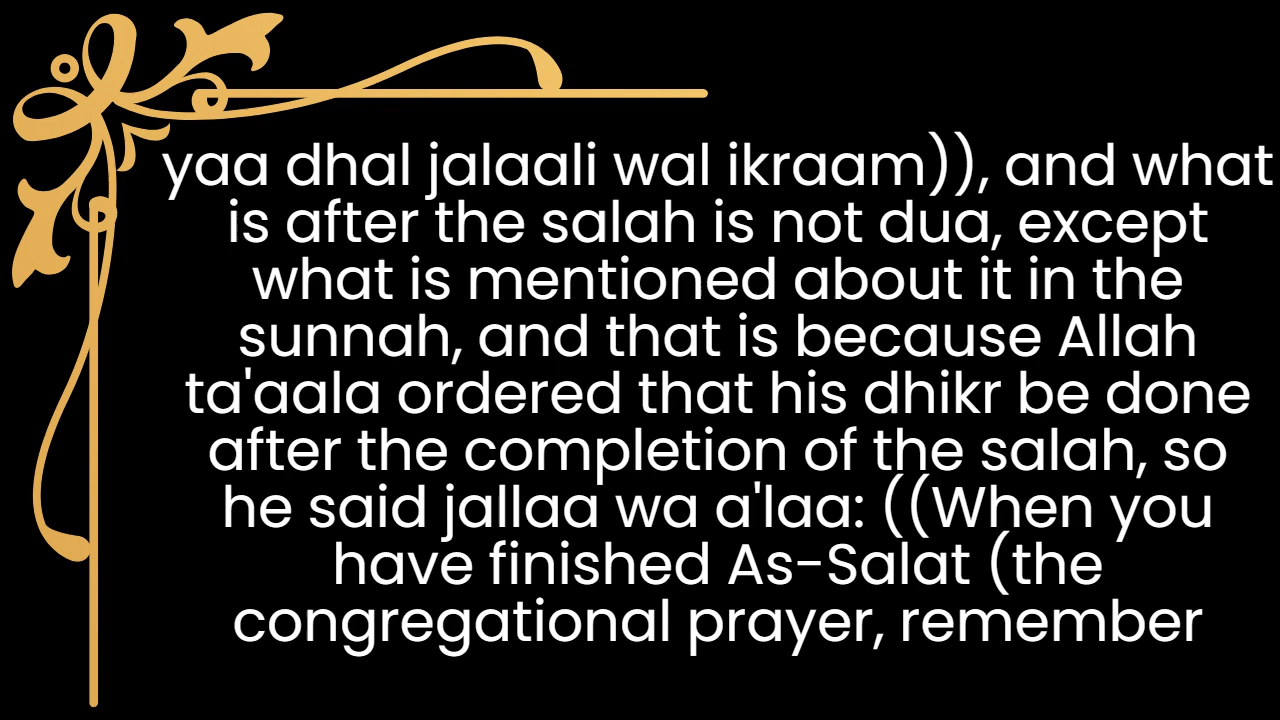 yaa dhal jalaali wal ikraam)), and what
is after the salah is not dua, except
what is mentioned about it in the
sunnah, and that is because Allah
ta'aala ordered that his dhikr be done
after the completion of the salah, so
he said jallaa wa a'laa: ((When you
have finished As-Salat (the
congregational prayer, remember